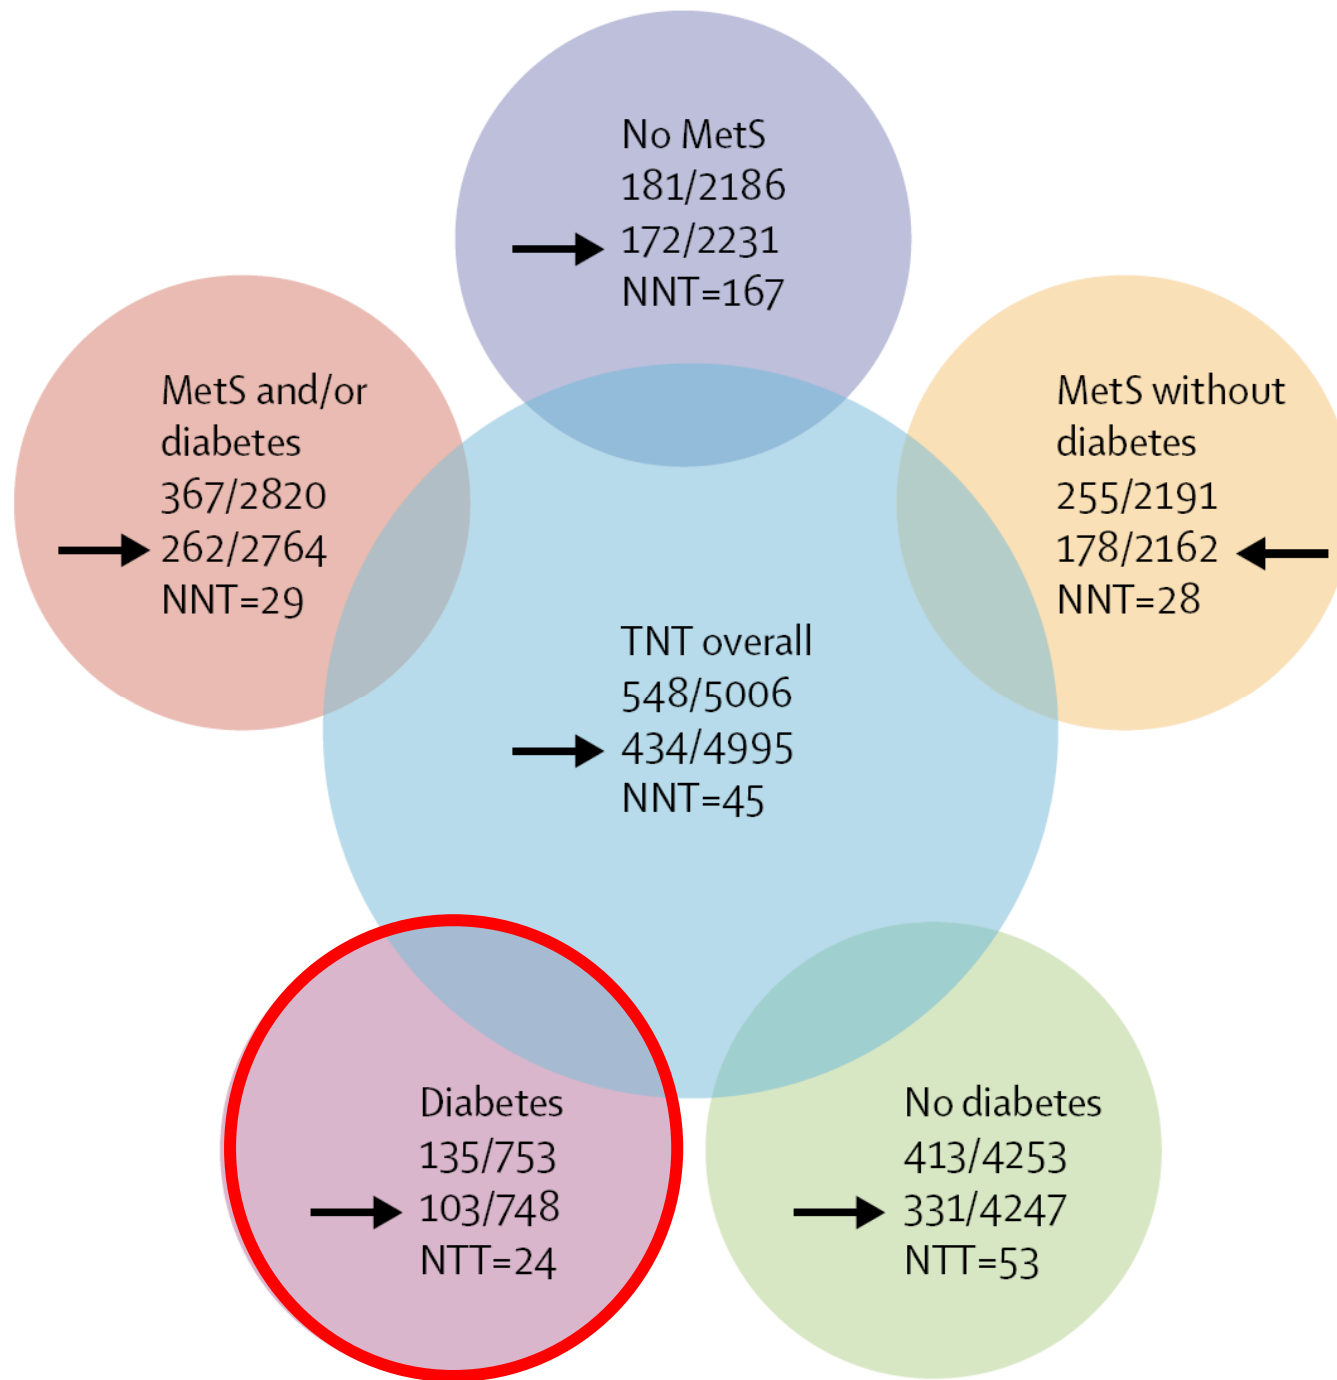 No MetS
181/2186
172/2231
NNT=167
MetS and/or
diabetes
367/2820
262/2764
NNT=29
MetS without
diabetes
255/2191
178/2162
NNT=28
TNT overall
548/5006
434/4995
NNT=45
Diabetes
135/753
103/748
NTT=24
No diabetes
413/4253
331/4247
NTT=53